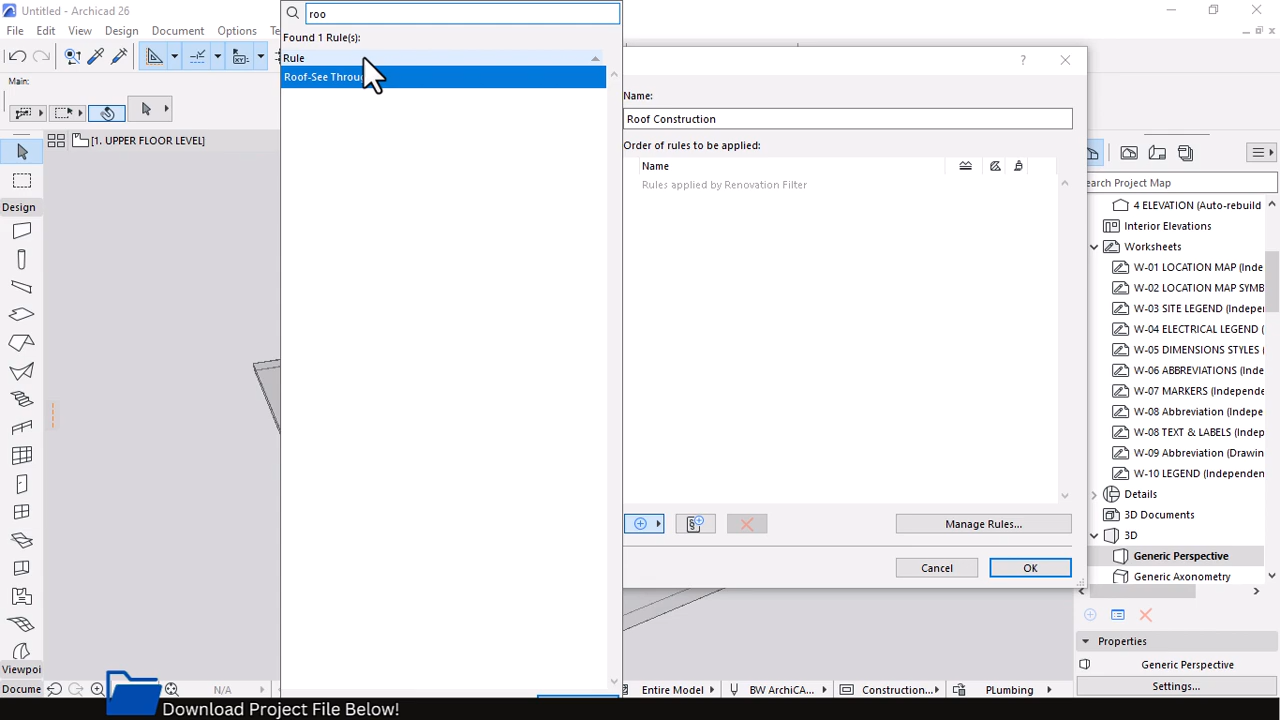 Untitled - Archicad 26
File Edit View Design Document Options
Main:
[1. UPPER FLOOR LEVEL]
Design
Viewpoi
Docume
N/A
roo
Found 1 Rule(s):
Rule
Roof-See Throu
Name:
Roof Construction
Order of rules to be applied:
Name
Rules applied by Renovation Filter
Manage Rules...
Cancel OK
earch Project Map
4 ELEVATION (Auto-rebuild
Interior Elevations
Worksheets
W-01 LOCATION MAP (Inde
W-02 LOCATION MAP SYMB
W-03 SITE LEGEND (Indepen
W-04 ELECTRICAL LEGEND (
W-05 DIMENSIONS STYLES (
W-06 ABBREVIATIONS (Inde
W-07 MARKERS (Independe
W-08 Abbreviation (Indepe
W-08 TEXT & LABELS (Indep
W-09 Abbreviation (Drawin
W-10 LEGEND (Independen
Details
3D Documents
3D
Generic Perspective
Generic Axonometry
Properties
Generic Perspective
Settings...
Entire Model BW ArchiCA... Construction... Plumbing
Download Project File Below!